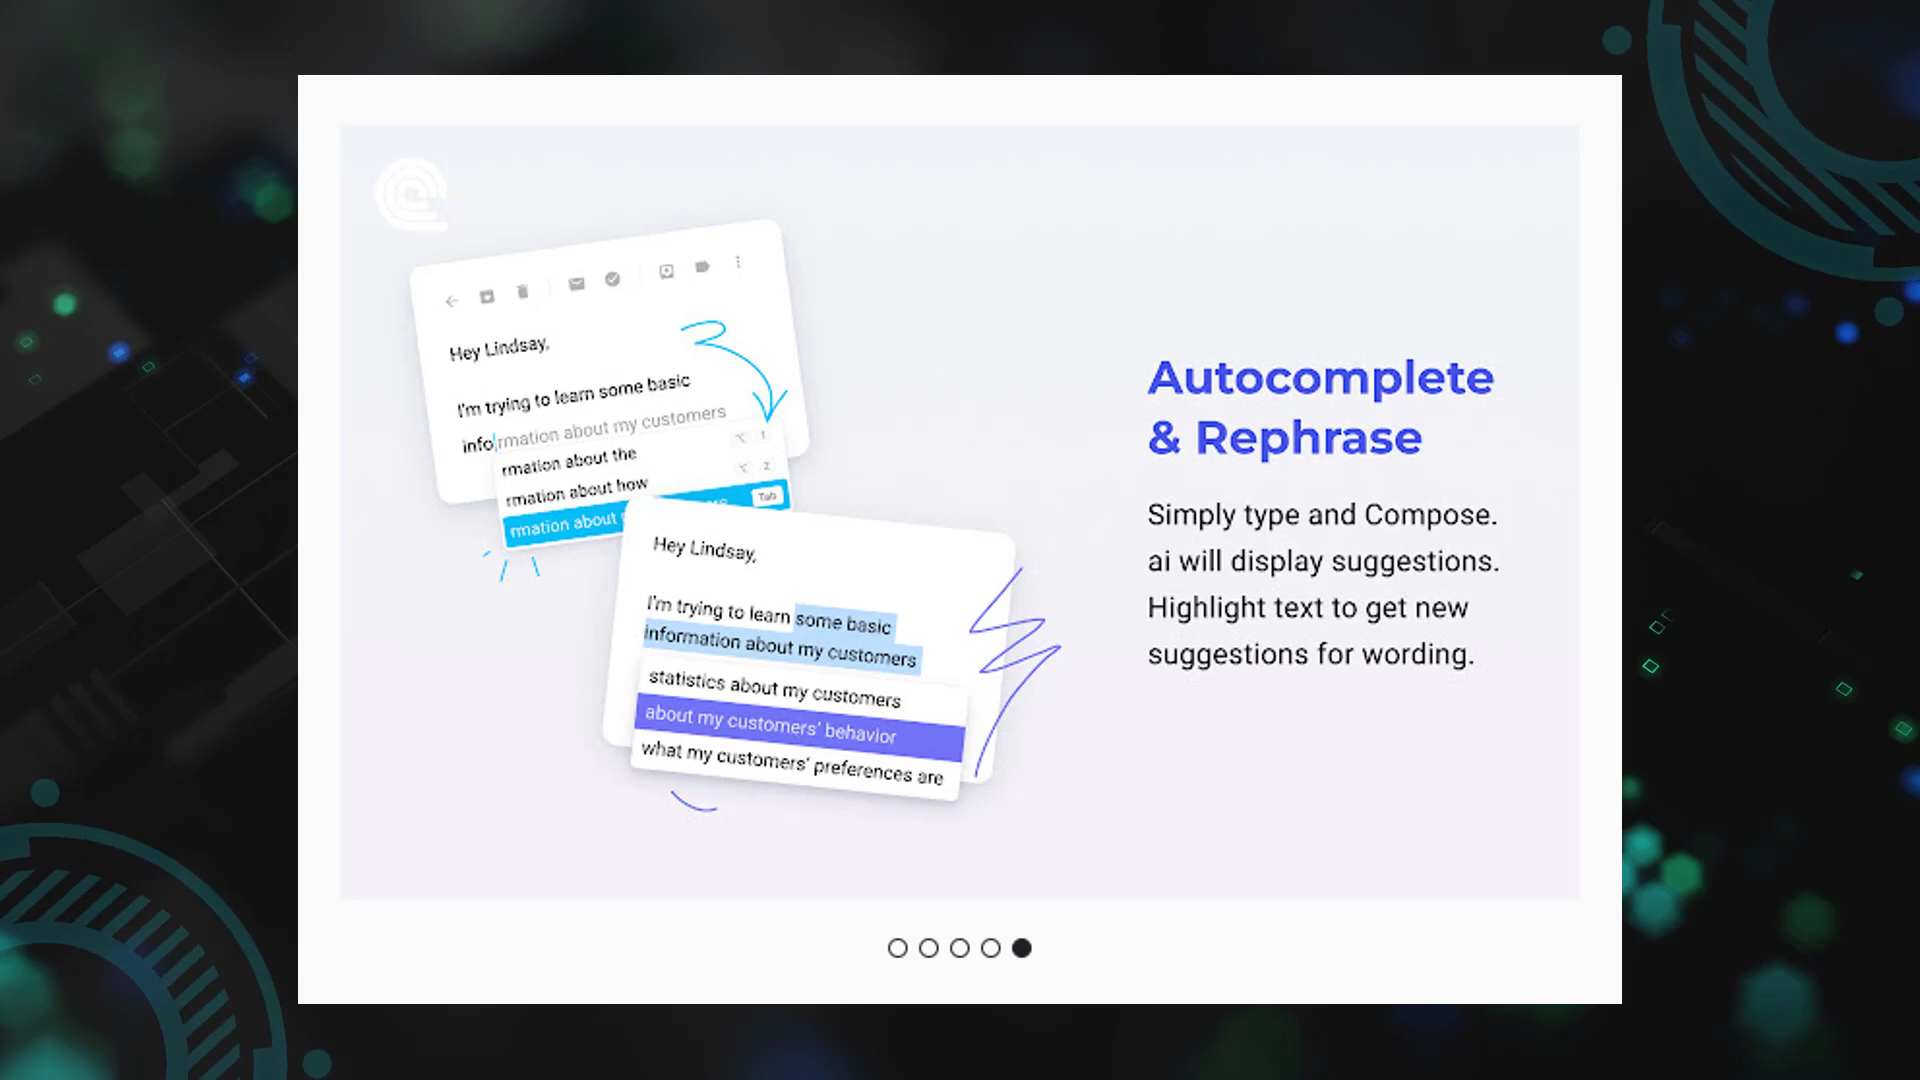 Hey Lindsay,
I'm trying to learn some basic
information about my customers
rmation about the
rmation about how
rmation about
Tab
Hey Lindsay,
I'm trying to learn some basic
information about my customers
statistics about my customers
about my customers' behavior
what my customers' preferences are
Autocomplete
& Rephrase
Simply type and Compose.
ai will display suggestions.
Highlight text to get new
suggestions for wording.